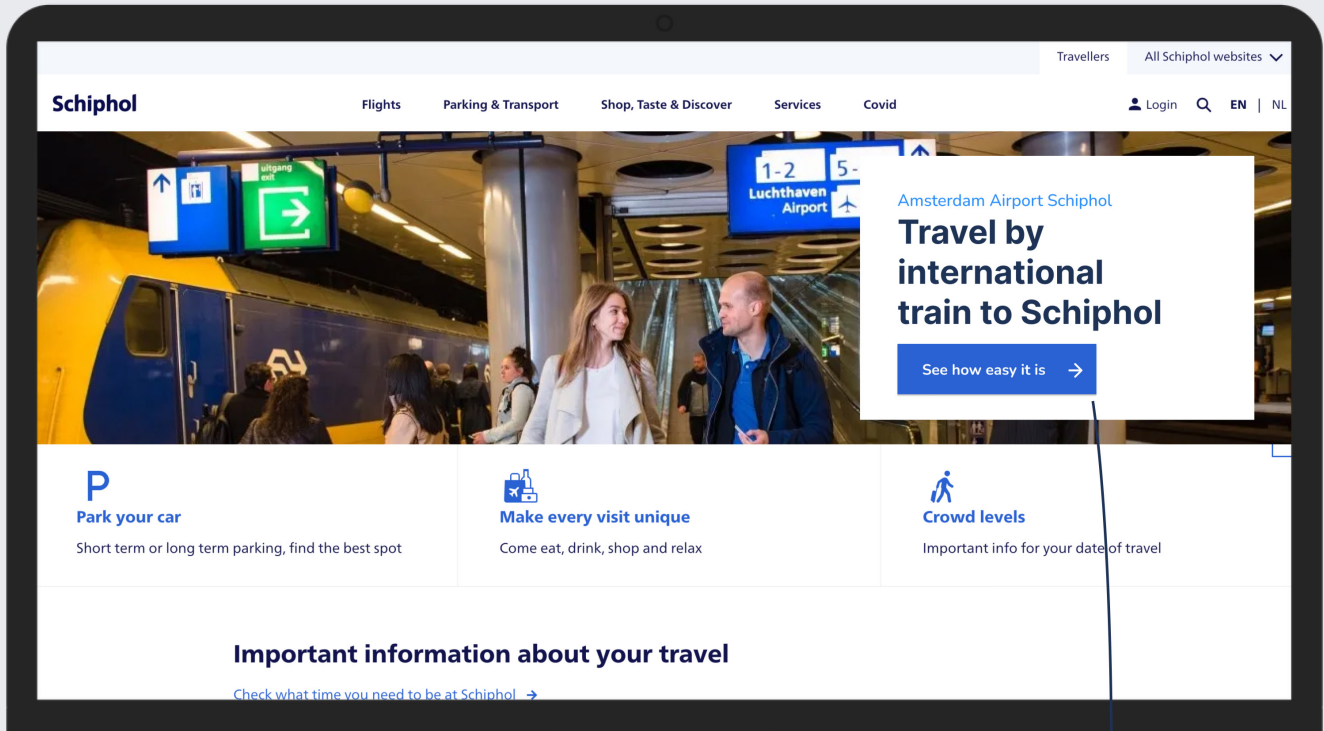 Travellers
All Schiphol websites
Schiphol
Flights
Parking & Transport
Shop, Taste & Discover
Services
Covid
Login
EN | NL
uitgang
exit
1-2
5-
Luchthaven
Airport
Amsterdam Airport Schiphol
Travel by
international
train to Schiphol
See how easy it is
P
Park your car
Short term or long term parking, find the best spot
Make every visit unique
Come eat, drink, shop and relax
Crowd levels
Important info for your date of travel
Important information about your travel
Check what time you need to be at Schiphol